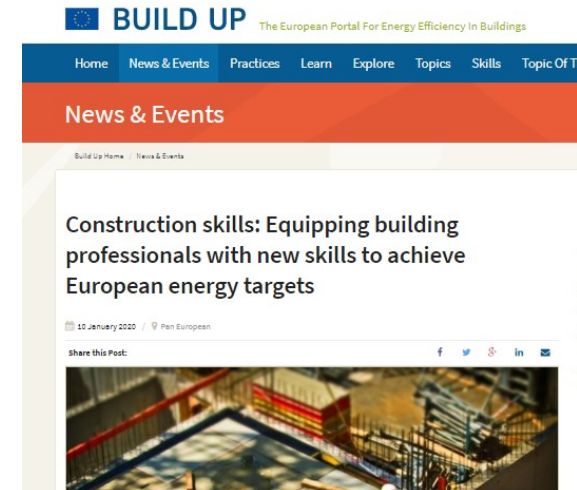 BUILD UP The European Portal For Energy Efficiency In Buildings
Home News & Events Practices Learn Explore Topics Skills Topic Of T
News & Events
Build Up Home / News & Events
Construction skills: Equipping building
professionals with new skills to achieve
European energy targets
10 January 2020 / Pan European
Share this Post: